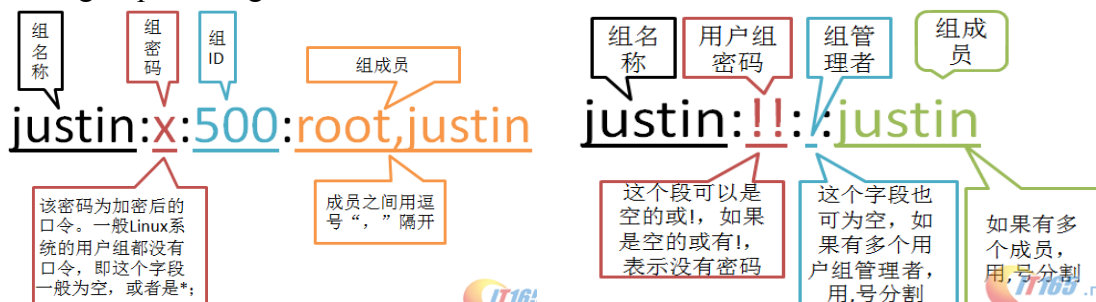 组
名
称
组
密
码
组
ID
组成员
justin:x:500:root,justin
该密码为加密后的
口令。一般Linux系
统的用户组都没有
口令，即这个字段
一般为空，或者是*;
成员之间用逗
号“，”隔开
IT165
组名
称
用户组
密码
组管
理者
组成
员
justin:!!::justin
这个段可以是
空的或!，如果
是空的或有!，
表示没有密码
这个字段也
可为空，如
果有多个用
户组管理者，
用,号分割
如果有多
个成员，
用,号分割
IT165.n